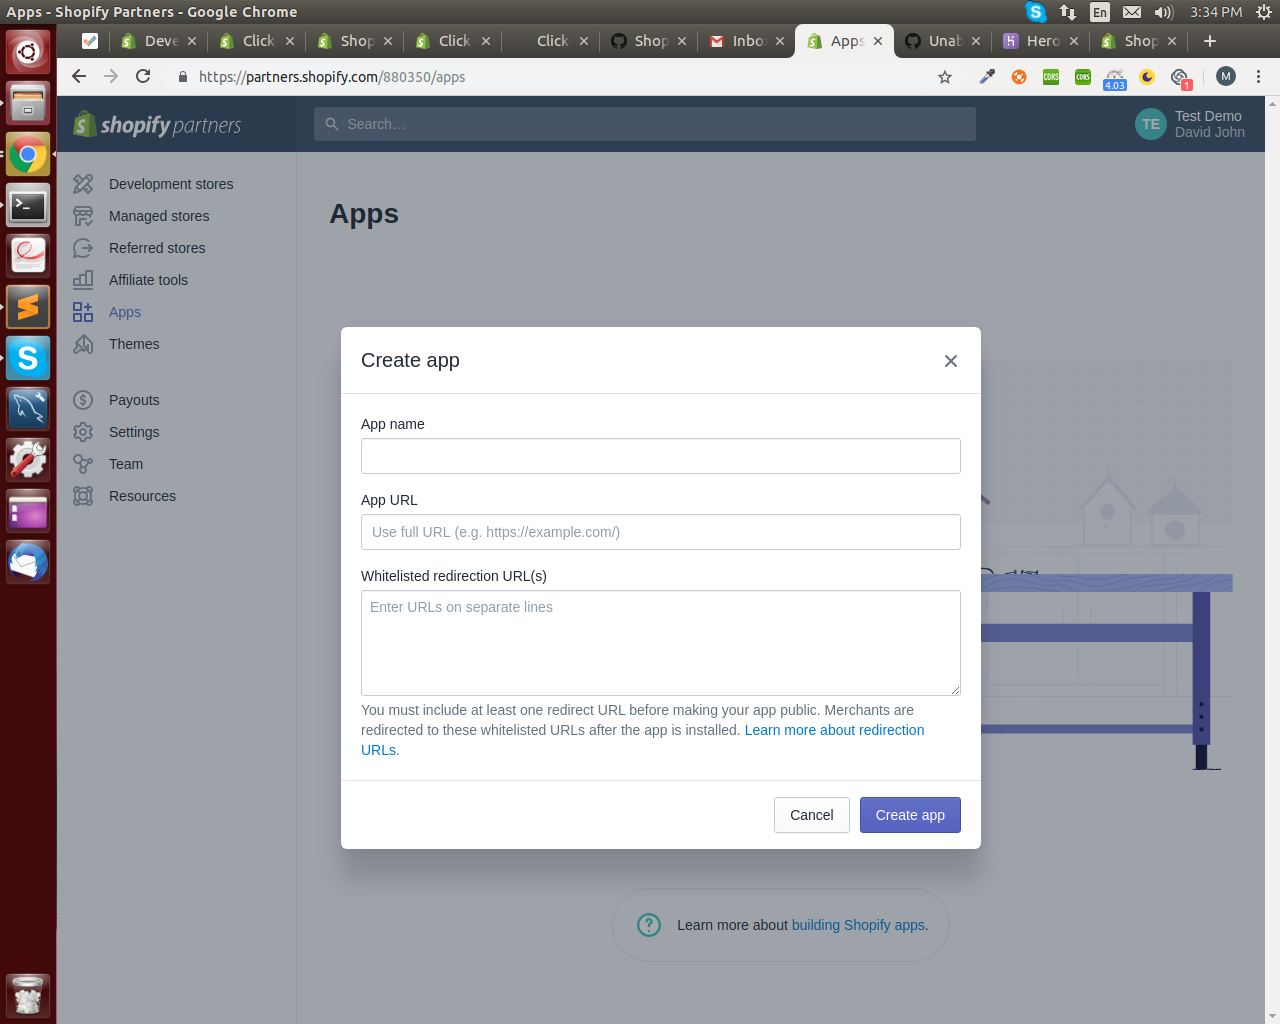 Apps - Shopify Partners - Google Chrome
En
3:34 PM
Deve
Click
Shop
Click
Click
Shop
Inbo
Apps
Unab
Hero
Shop
https://partners.shopify.com/880350/apps
CORS
CORS
4.03
1
M
shopify partners
Search…
TE
Test Demo
David John
Development stores
Managed stores
Referred stores
Affiliate tools
Apps
Themes
Payouts
Settings
Team
Resources
Apps
Create app
App name
App URL
Use full URL (e.g. https://example.com/)
Whitelisted redirection URL(s)
Enter URLs on separate lines
You must include at least one redirect URL before making your app public. Merchants are
redirected to these whitelisted URLs after the app is installed. Learn more about redirection
URLs.
Cancel
Create app
Learn more about building Shopify apps.